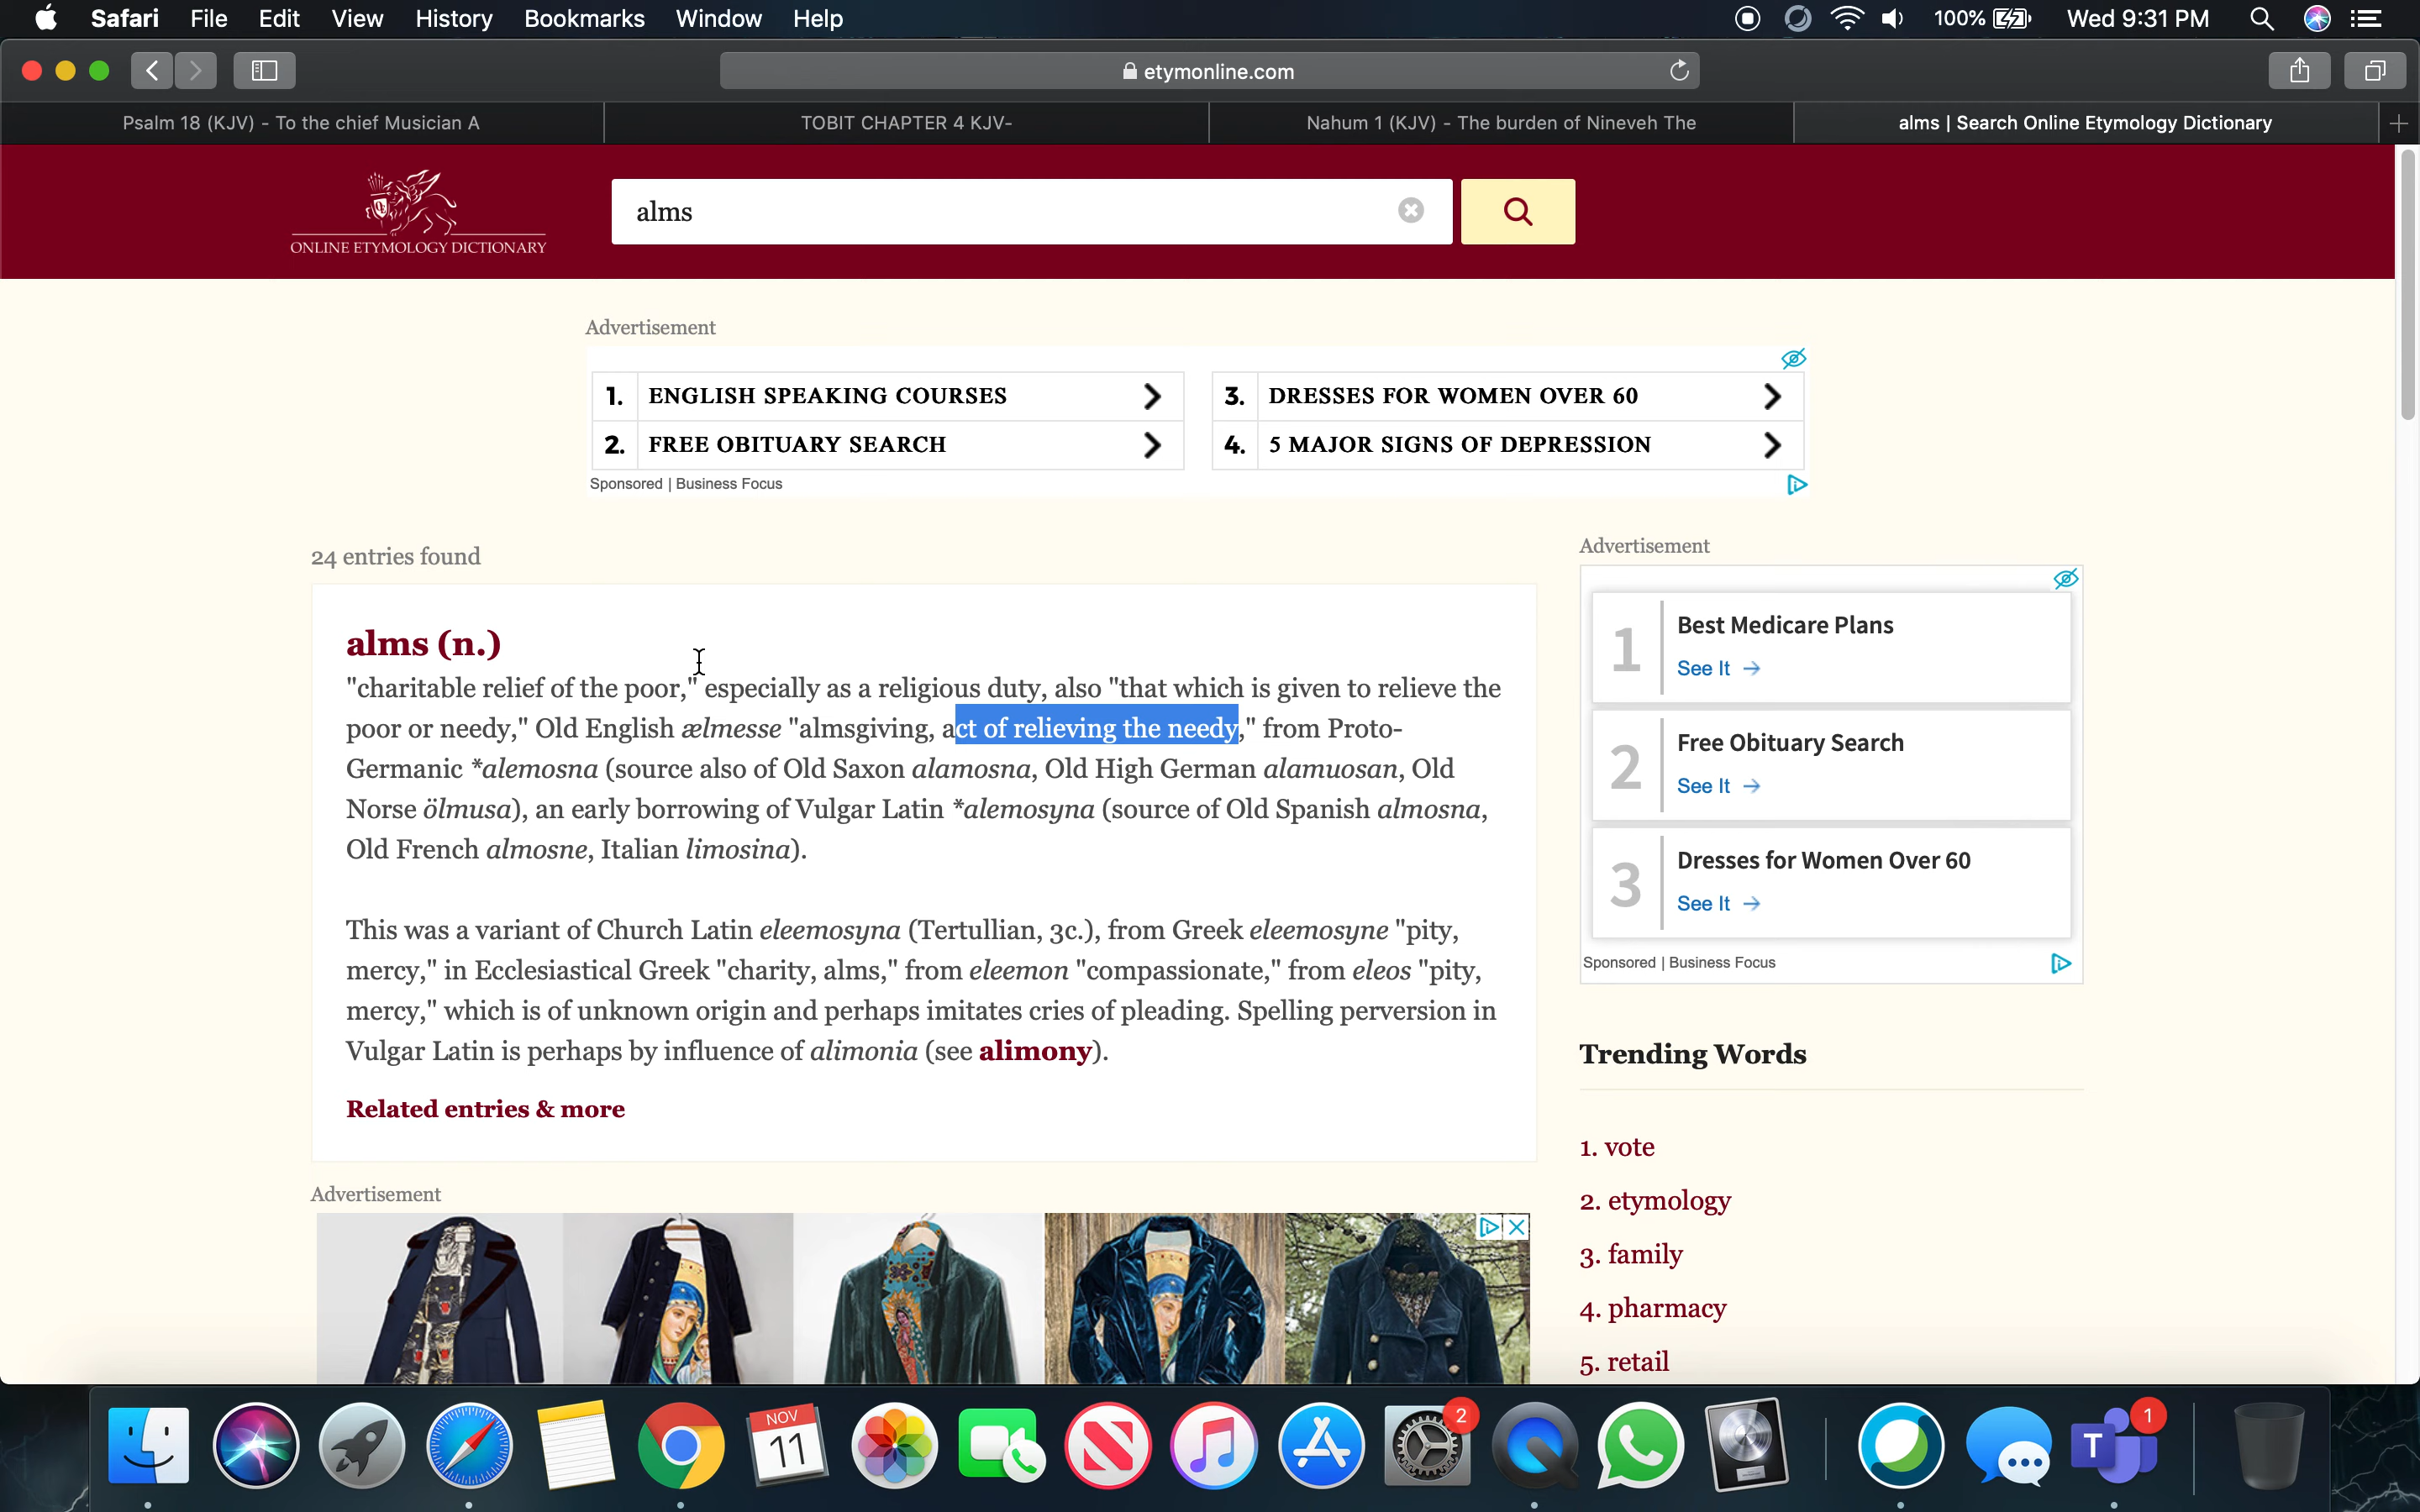 Safari File Edit View History Bookmarks Window Help 100% Wed 9:31 PM
etymonline.com
Psalm 18 (KJV) - To the chief Musician A
TOBIT CHAPTER 4 KJV-
Nahum 1 (KJV) - The burden of Nineveh The
alms | Search Online Etymology Dictionary
ONLINE ETYMOLOGY DICTIONARY
alms
Advertisement
1. ENGLISH SPEAKING COURSES
2. FREE OBITUARY SEARCH
3. DRESSES FOR WOMEN OVER 60
4. 5 MAJOR SIGNS OF DEPRESSION
Sponsored | Business Focus
24 entries found
alms (n.)
"charitable relief of the poor," especially as a religious duty, also "that which is given to relieve the
poor or needy," Old English ælmesse "almsgiving, act of relieving the needy," from Proto-
Germanic *alemosna (source also of Old Saxon alamosna, Old High German alamuosan, Old
Norse ölmusa), an early borrowing of Vulgar Latin *alemosyna (source of Old Spanish almosna,
Old French almosne, Italian limosina).
This was a variant of Church Latin eleemosyna (Tertullian, 3c.), from Greek eleemosyne "pity,
mercy," in Ecclesiastical Greek "charity, alms," from eleemon "compassionate," from eleos "pity,
mercy," which is of unknown origin and perhaps imitates cries of pleading. Spelling perversion in
Vulgar Latin is perhaps by influence of alimonia (see alimony).
Related entries & more
Advertisement
Advertisement
1 Best Medicare Plans
See It →
2 Free Obituary Search
See It →
3 Dresses for Women Over 60
See It →
Sponsored | Business Focus
Trending Words
1. vote
2. etymology
3. family
4. pharmacy
5. retail
NOV
11
2
T
1